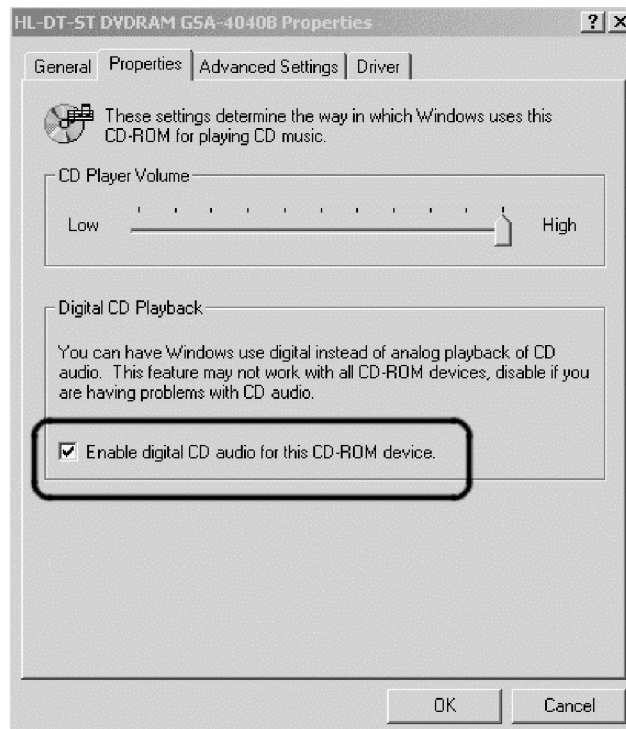 HL-DT-ST DVDRAM GSA-4040B Properties
General Properties Advanced Settings Driver
These settings determine the way in which Windows uses this
CD-ROM for playing CD music.
CD Player Volume
Low High
Digital CD Playback
You can have Windows use digital instead of analog playback of CD
audio. This feature may not work with all CD-ROM devices, disable if you
are having problems with CD audio.
Enable digital CD audio for this CD-ROM device.
OK Cancel